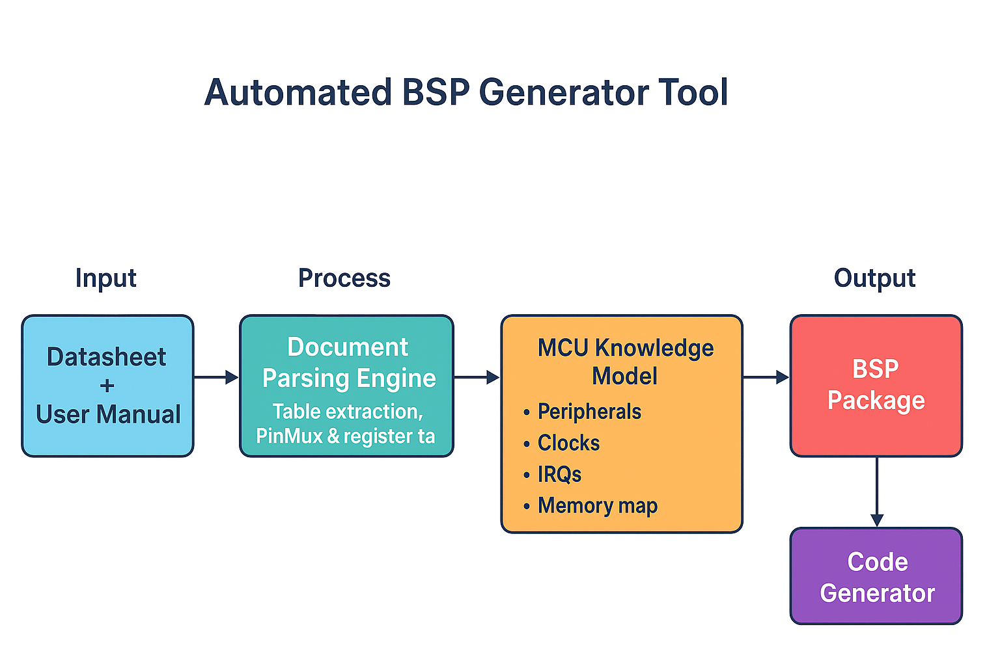 Automated BSP Generator Tool
Input
Process
Output
Datasheet
+
User Manual
Document
Parsing Engine
Table extraction,
PinMux & register ta
MCU Knowledge
Model
• Peripherals
• Clocks
• IRQs
• Memory map
BSP
Package
Code
Generator